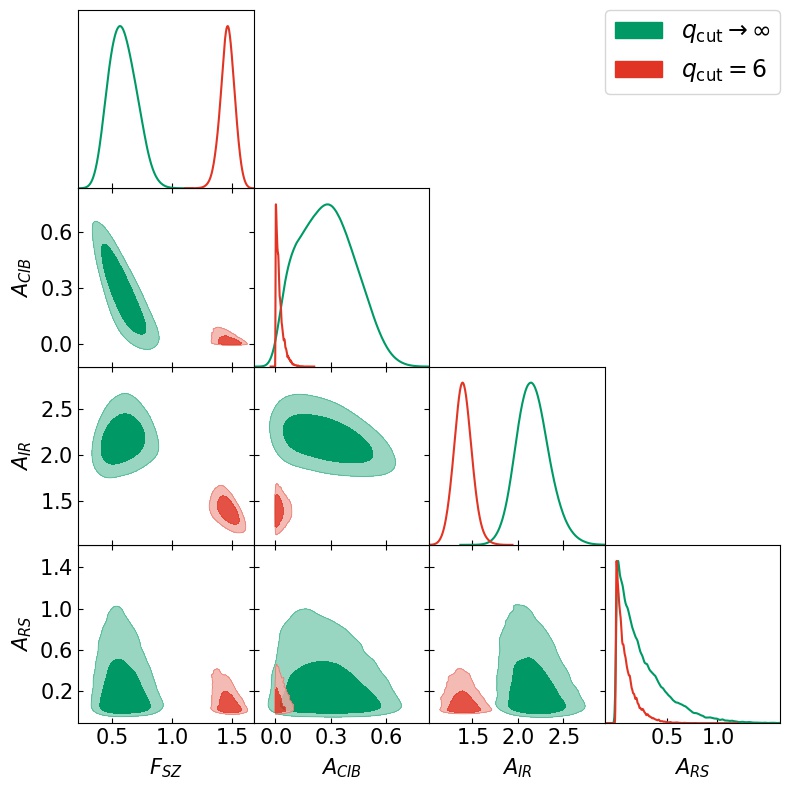 q_cut → ∞
q_cut = 6
A_CIB
0.6
0.3
0.0
A_IR
2.5
2.0
1.5
A_RS
1.4
1.0
0.6
0.2
0.5 1.0 1.5 0.0 0.3 0.6 1.5 2.0 2.5 0.5 1.0
F_SZ A_CIB A_IR A_RS